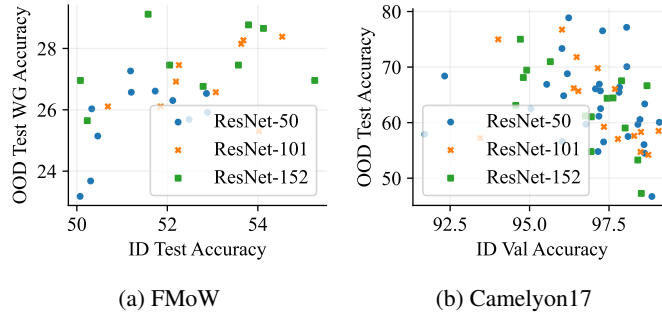 28
26
24
OOD Test WG Accuracy
ResNet-50
ResNet-101
ResNet-152
50
52
54
ID Test Accuracy
(a) FMoW
80
70
60
50
OOD Test Accuracy
ResNet-50
ResNet-101
ResNet-152
92.5
95.0
97.5
ID Val Accuracy
(b) Camelyon17